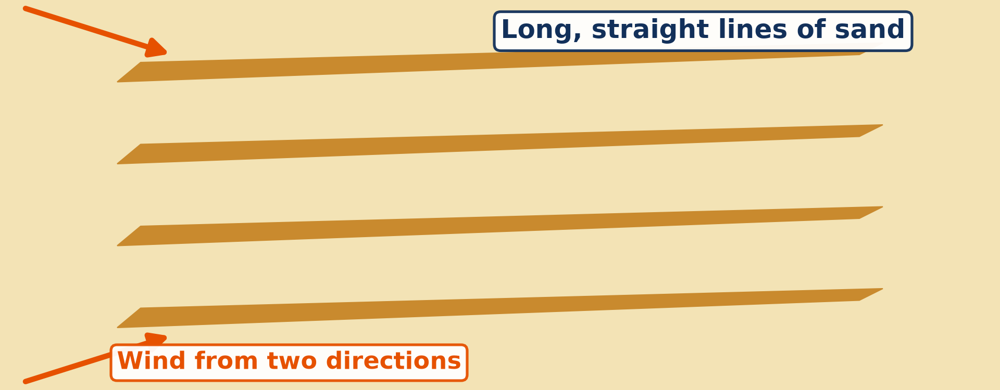 Long, straight lines of sand
Wind from two directions